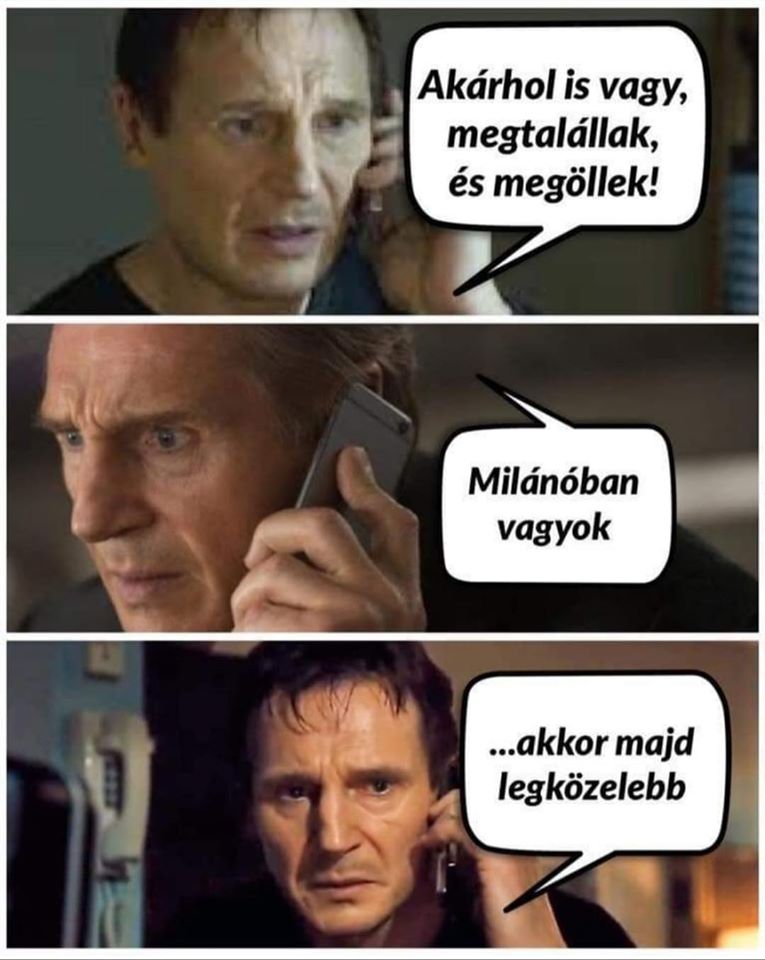 Akárhol is vagy,
megtalállak,
és megöllek!
Milánóban
vagyok
...akkor majd
legközelebb